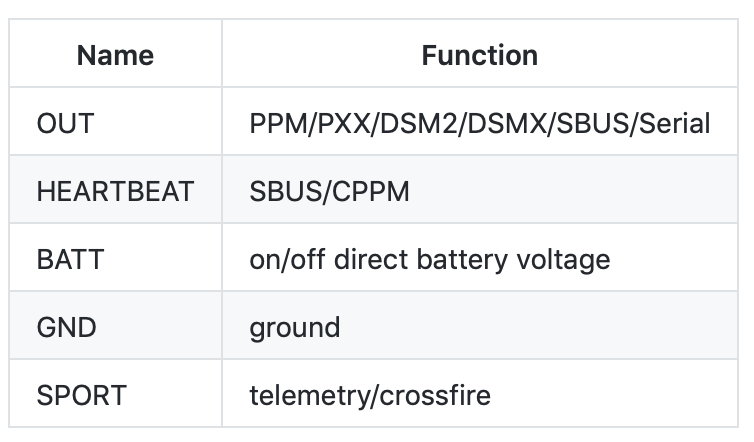 Name Function
OUT PPM/PXX/DSM2/DSMX/SBUS/Serial
HEARTBEAT SBUS/CPPM
BATT on/off direct battery voltage
GND ground
SPORT telemetry/crossfire